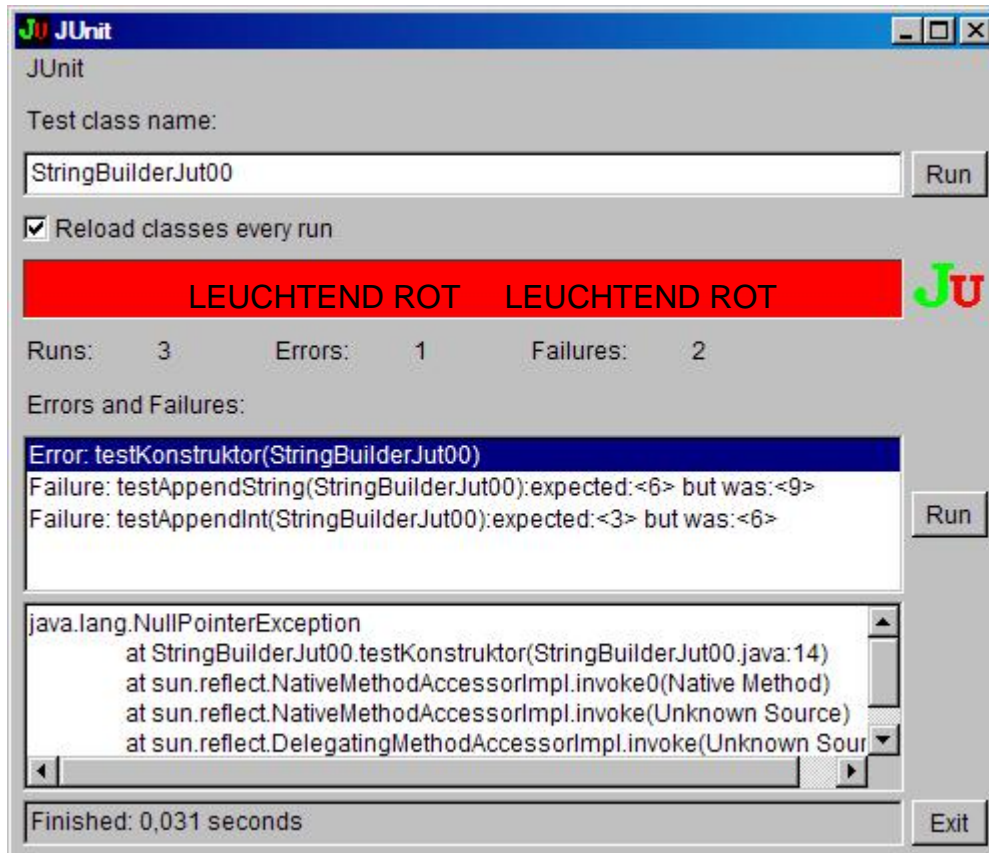 JU JUnit
JUnit
Test class name:
StringBuilderJut00 Run
Reload classes every run
LEUCHTEND ROT LEUCHTEND ROT JU
Runs: 3 Errors: 1 Failures: 2
Errors and Failures:
Error: testKonstruktor(StringBuilderJut00)
Failure: testAppendString(StringBuilderJut00):expected:<6> but was:<9>
Failure: testAppendInt(StringBuilderJut00):expected:<3> but was:<6>
Run
java.lang.NullPointerException
at StringBuilderJut00.testKonstruktor(StringBuilderJut00.java:14)
at sun.reflect.NativeMethodAccessorImpl.invoke0(Native Method)
at sun.reflect.NativeMethodAccessorImpl.invoke(Unknown Source)
at sun.reflect.DelegatingMethodAccessorImpl.invoke(Unknown Sour
Finished: 0,031 seconds Exit